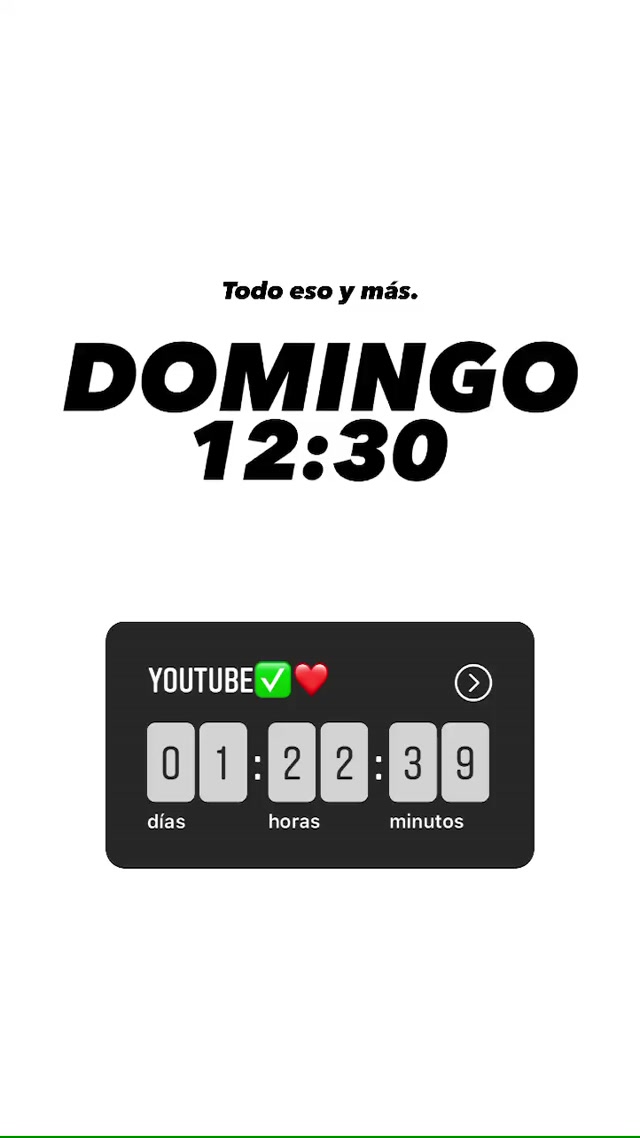 Todo eso y más.
DOMINGO
12:30
YOUTUBE✅❤️
01:22:39
días horas minutos